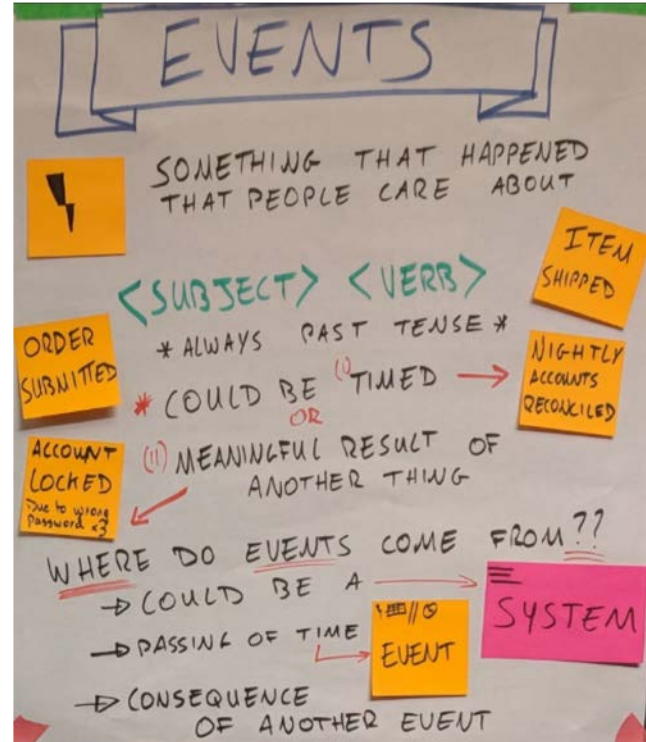 EVENTS
SOMETHING THAT HAPPENED
THAT PEOPLE CARE ABOUT
ITEM
SHIPPED
<SUBJECT> <VERB>
ORDER
SUBMITTED
* ALWAYS PAST TENSE *
* COULD BE (I) TIMED →
NIGHTLY
ACCOUNTS
RECONCILED
OR
(II) MEANINGFUL RESULT OF
ANOTHER THING
ACCOUNT
LOCKED
Due to wrong
Password x3
WHERE DO EVENTS COME FROM??
→ COULD BE A →
SYSTEM
→ PASSING OF TIME
EVENT
→ CONSEQUENCE
OF ANOTHER EVENT